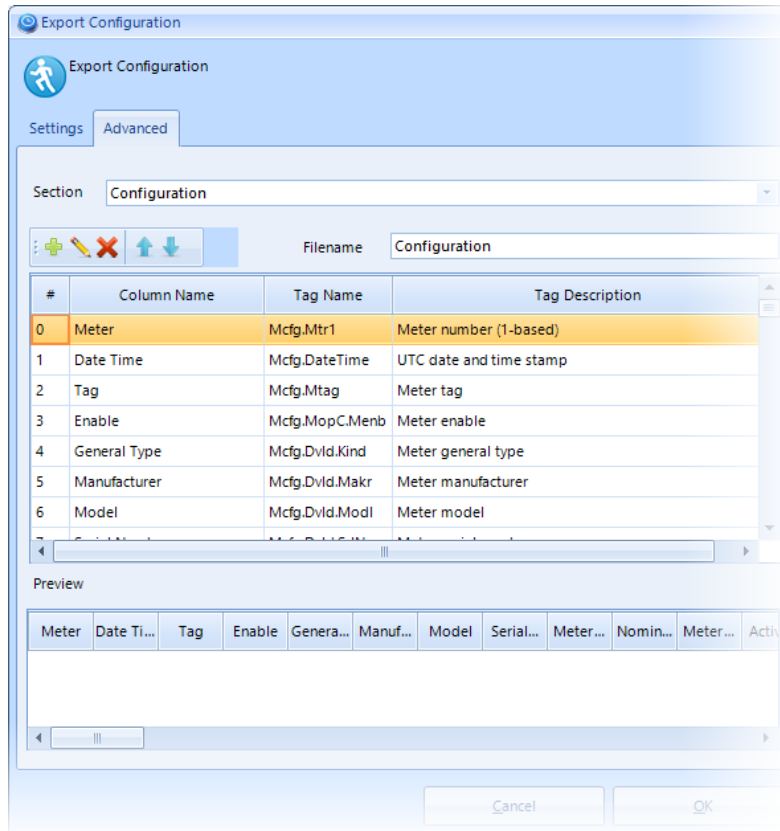 Export Configuration
Export Configuration
Settings Advanced
Section Configuration
Filename Configuration
# Column Name Tag Name Tag Description
0 Meter Mcfg.Mtr1 Meter number (1-based)
1 Date Time Mcfg.DateTime UTC date and time stamp
2 Tag Mcfg.Mtag Meter tag
3 Enable Mcfg.MopC.Menb Meter enable
4 General Type Mcfg.DvId.Kind Meter general type
5 Manufacturer Mcfg.DvId.Makr Meter manufacturer
6 Model Mcfg.DvId.Modl Meter model
Preview
Meter Date Ti... Tag Enable Genera... Manuf... Model Serial... Meter... Nomin... Meter... Activ
Cancel OK